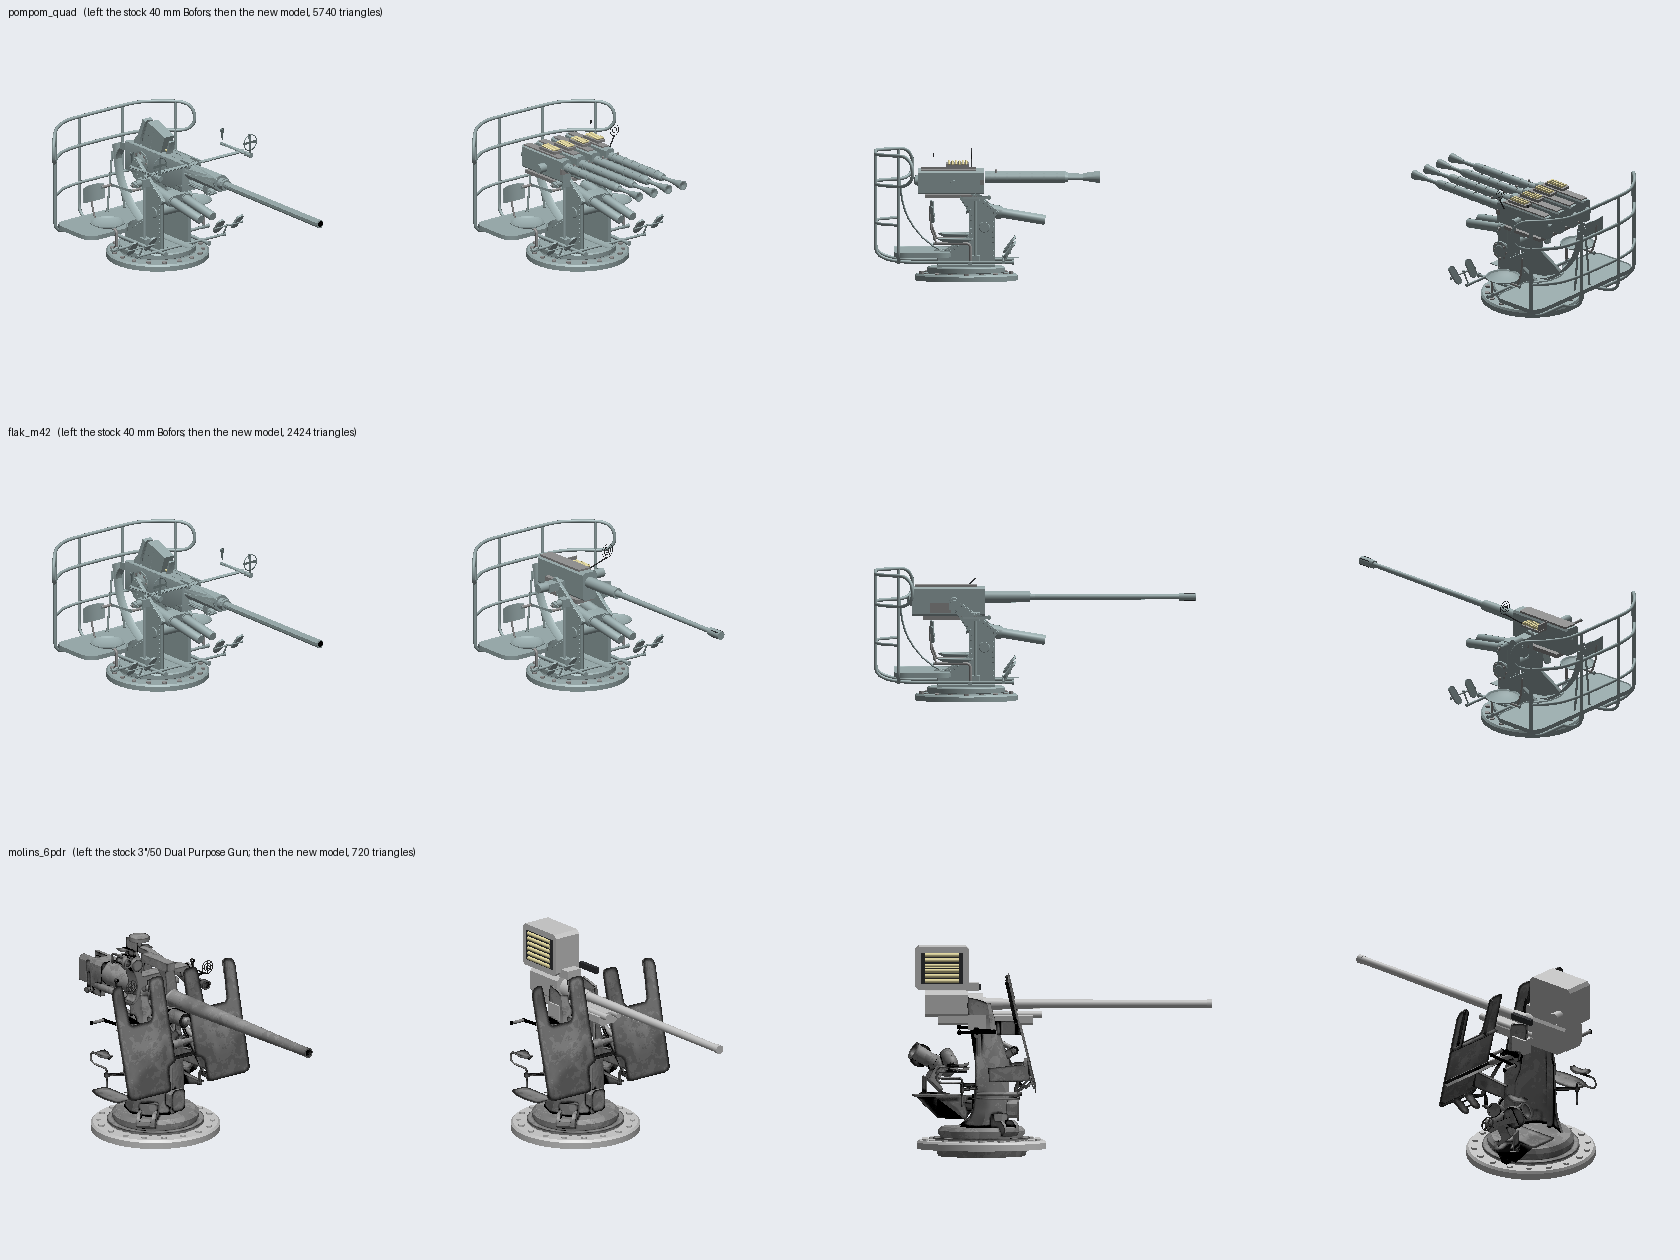 pompom_quad (left: the stock 40 mm Bofors; then the new model, 5740 triangles)
flak_m42 (left: the stock 40 mm Bofors; then the new model, 2424 triangles)
molins_6pdr (left: the stock 3"/50 Dual Purpose Gun; then the new model, 720 triangles)